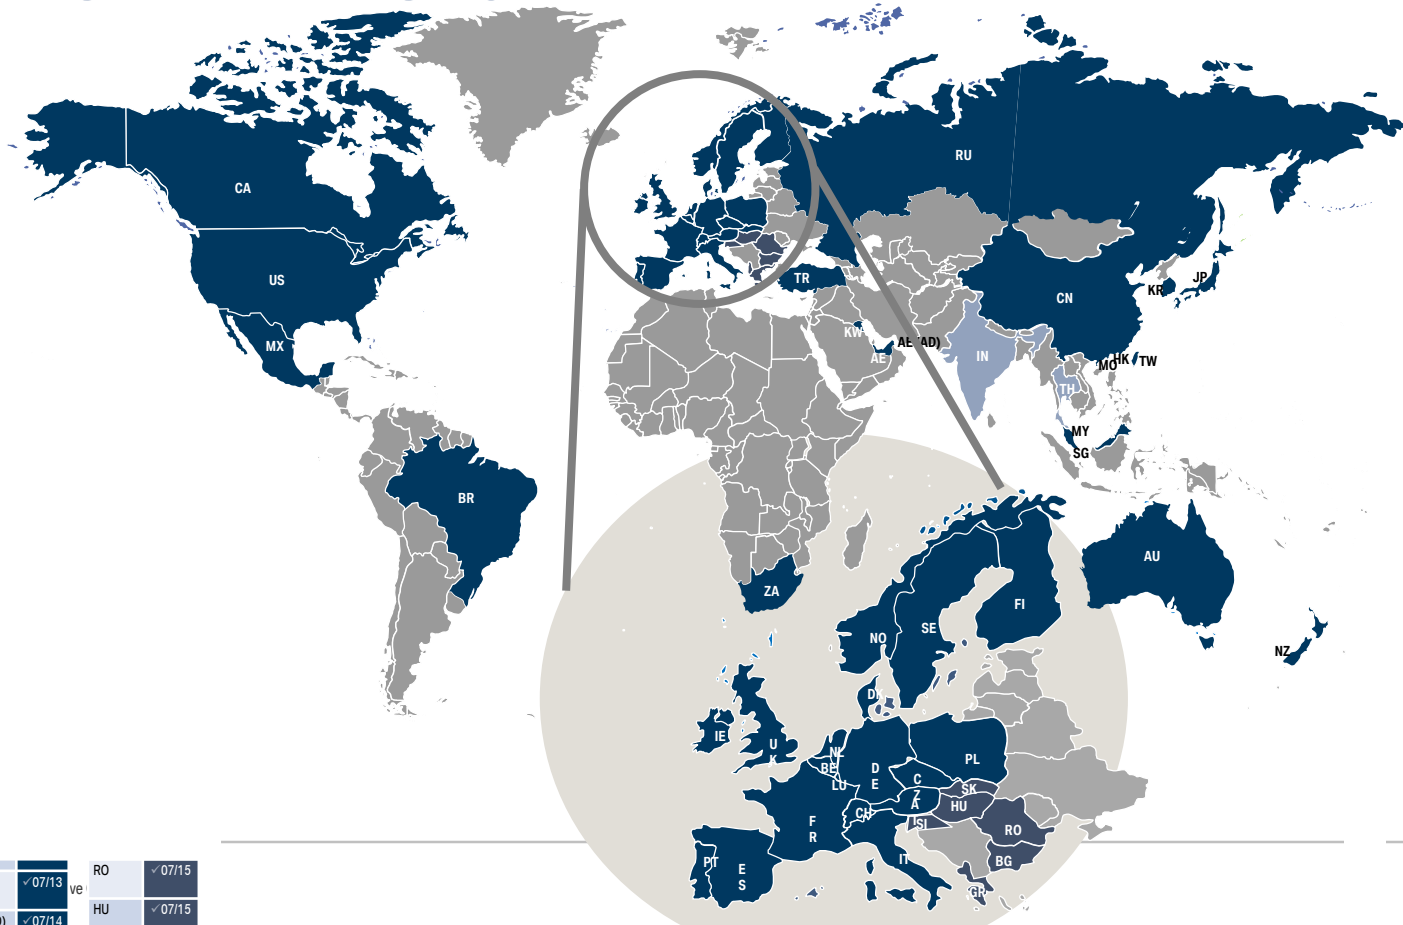 CA
RU
US
TR
CN
KR
JP
KW
AE(AD)
MX
AE
IN
MO
HK
TW
TH
MY
SG
BR
AU
ZA
FI
NO
SE
NZ
DK
IE
U
K
NL
BE
LU
D
E
PL
C
Z
SK
A
HU
CH
F
R
SI
RO
IT
BG
PT
E
S
GR
RO
✓07/15
✓07/13
ve
HU
✓07/15
✓07/14